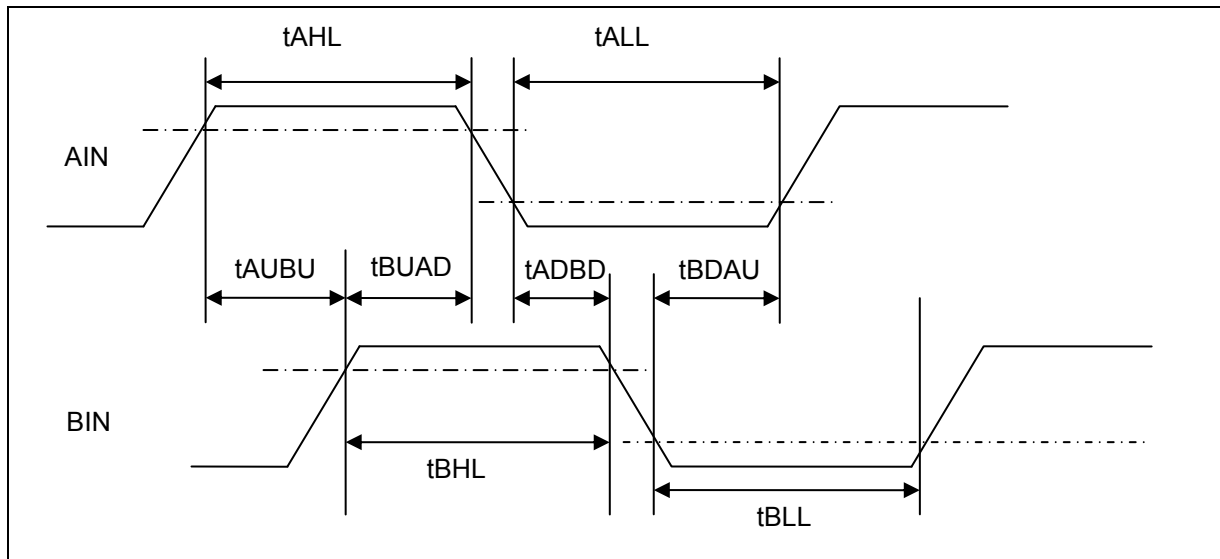 tAHL
tALL
AIN
tAUBU
tBUAD
tADBD
tBDAU
BIN
tBHL
tBLL